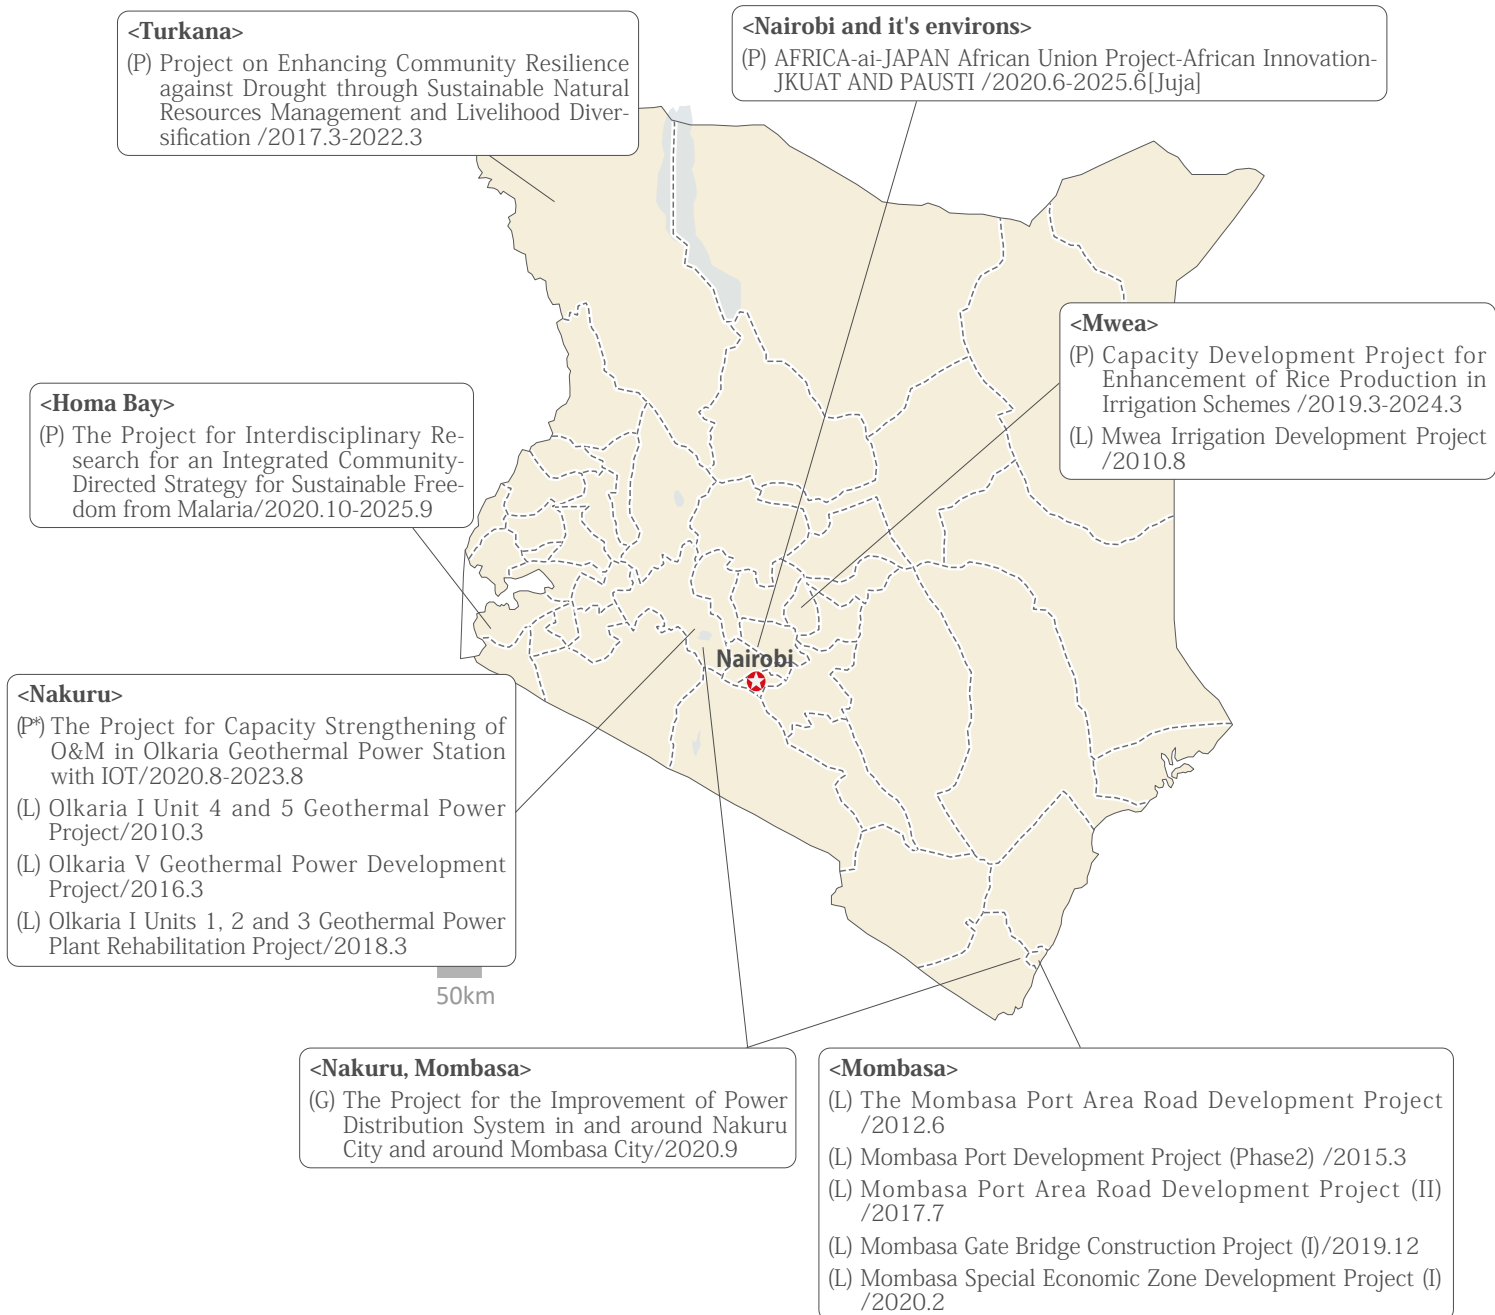 <Turkana>
(P) Project on Enhancing Community Resilience
against Drought through Sustainable Natural
Resources Management and Livelihood Diver-
sification /2017.3-2022.3
<Nairobi and it's environs>
(P) AFRICA-ai-JAPAN African Union Project-African Innovation-
JKUAT AND PAUSTI /2020.6-2025.6[Juja]
<Mwea>
(P) Capacity Development Project for
Enhancement of Rice Production in
Irrigation Schemes /2019.3-2024.3
(L) Mwea Irrigation Development Project
/2010.8
<Homa Bay>
(P) The Project for Interdisciplinary Re-
search for an Integrated Community-
Directed Strategy for Sustainable Free-
dom from Malaria/2020.10-2025.9
Nairobi
<Nakuru>
(P*) The Project for Capacity Strengthening of
O&M in Olkaria Geothermal Power Station
with IOT/2020.8-2023.8
(L) Olkaria I Unit 4 and 5 Geothermal Power
Project/2010.3
(L) Olkaria V Geothermal Power Development
Project/2016.3
(L) Olkaria I Units 1, 2 and 3 Geothermal Power
Plant Rehabilitation Project/2018.3
50km
<Nakuru, Mombasa>
(G) The Project for the Improvement of Power
Distribution System in and around Nakuru
City and around Mombasa City/2020.9
<Mombasa>
(L) The Mombasa Port Area Road Development Project
/2012.6
(L) Mombasa Port Development Project (Phase2) /2015.3
(L) Mombasa Port Area Road Development Project (II)
/2017.7
(L) Mombasa Gate Bridge Construction Project (I)/2019.12
(L) Mombasa Special Economic Zone Development Project (I)
/2020.2